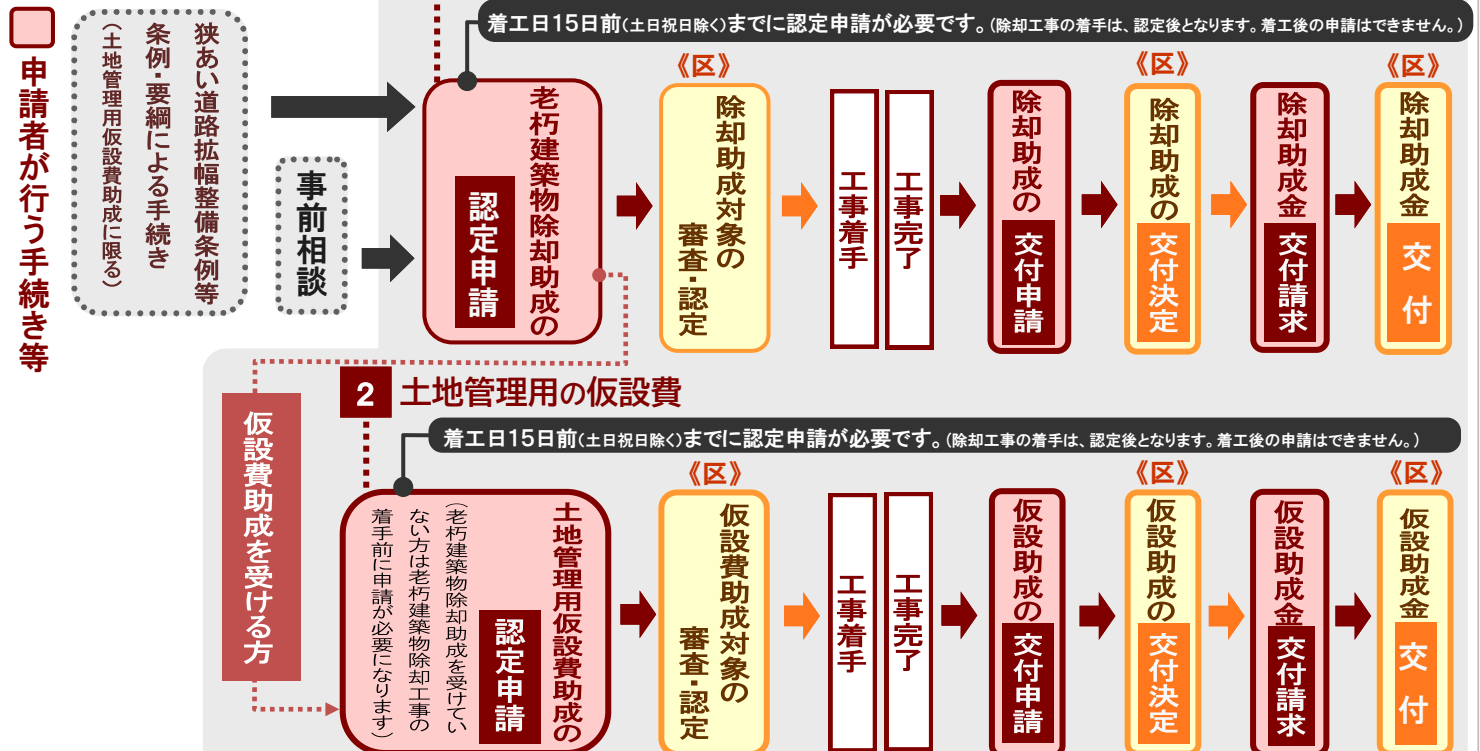 申請者が行う手続き等
狭あい道路拡幅整備条例等
条例・要綱による手続き
（土地管理用仮設費助成に限る）
事前相談
着工日15日前(土日祝日除く)までに認定申請が必要です。(除却工事の着手は、認定後となります。着工後の申請はできません。)
老朽建築物除却助成の
認定申請
《区》
除却助成対象の
審査・認定
工事着手
工事完了
除却助成の
交付申請
《区》
除却助成の
交付決定
除却助成金
交付請求
《区》
除却助成金
交付
仮設費助成を受ける方
2 土地管理用の仮設費
着工日15日前(土日祝日除く)までに認定申請が必要です。(除却工事の着手は、認定後となります。着工後の申請はできません。)
土地管理用仮設費助成の
認定申請
（老朽建築物除却助成を受けてい
ない方は老朽建築物除却工事の
着手前に申請が必要になります）
《区》
仮設費助成対象の
審査・認定
工事着手
工事完了
仮設助成の
交付申請
《区》
仮設助成の
交付決定
仮設助成金
交付請求
《区》
仮設助成金
交付